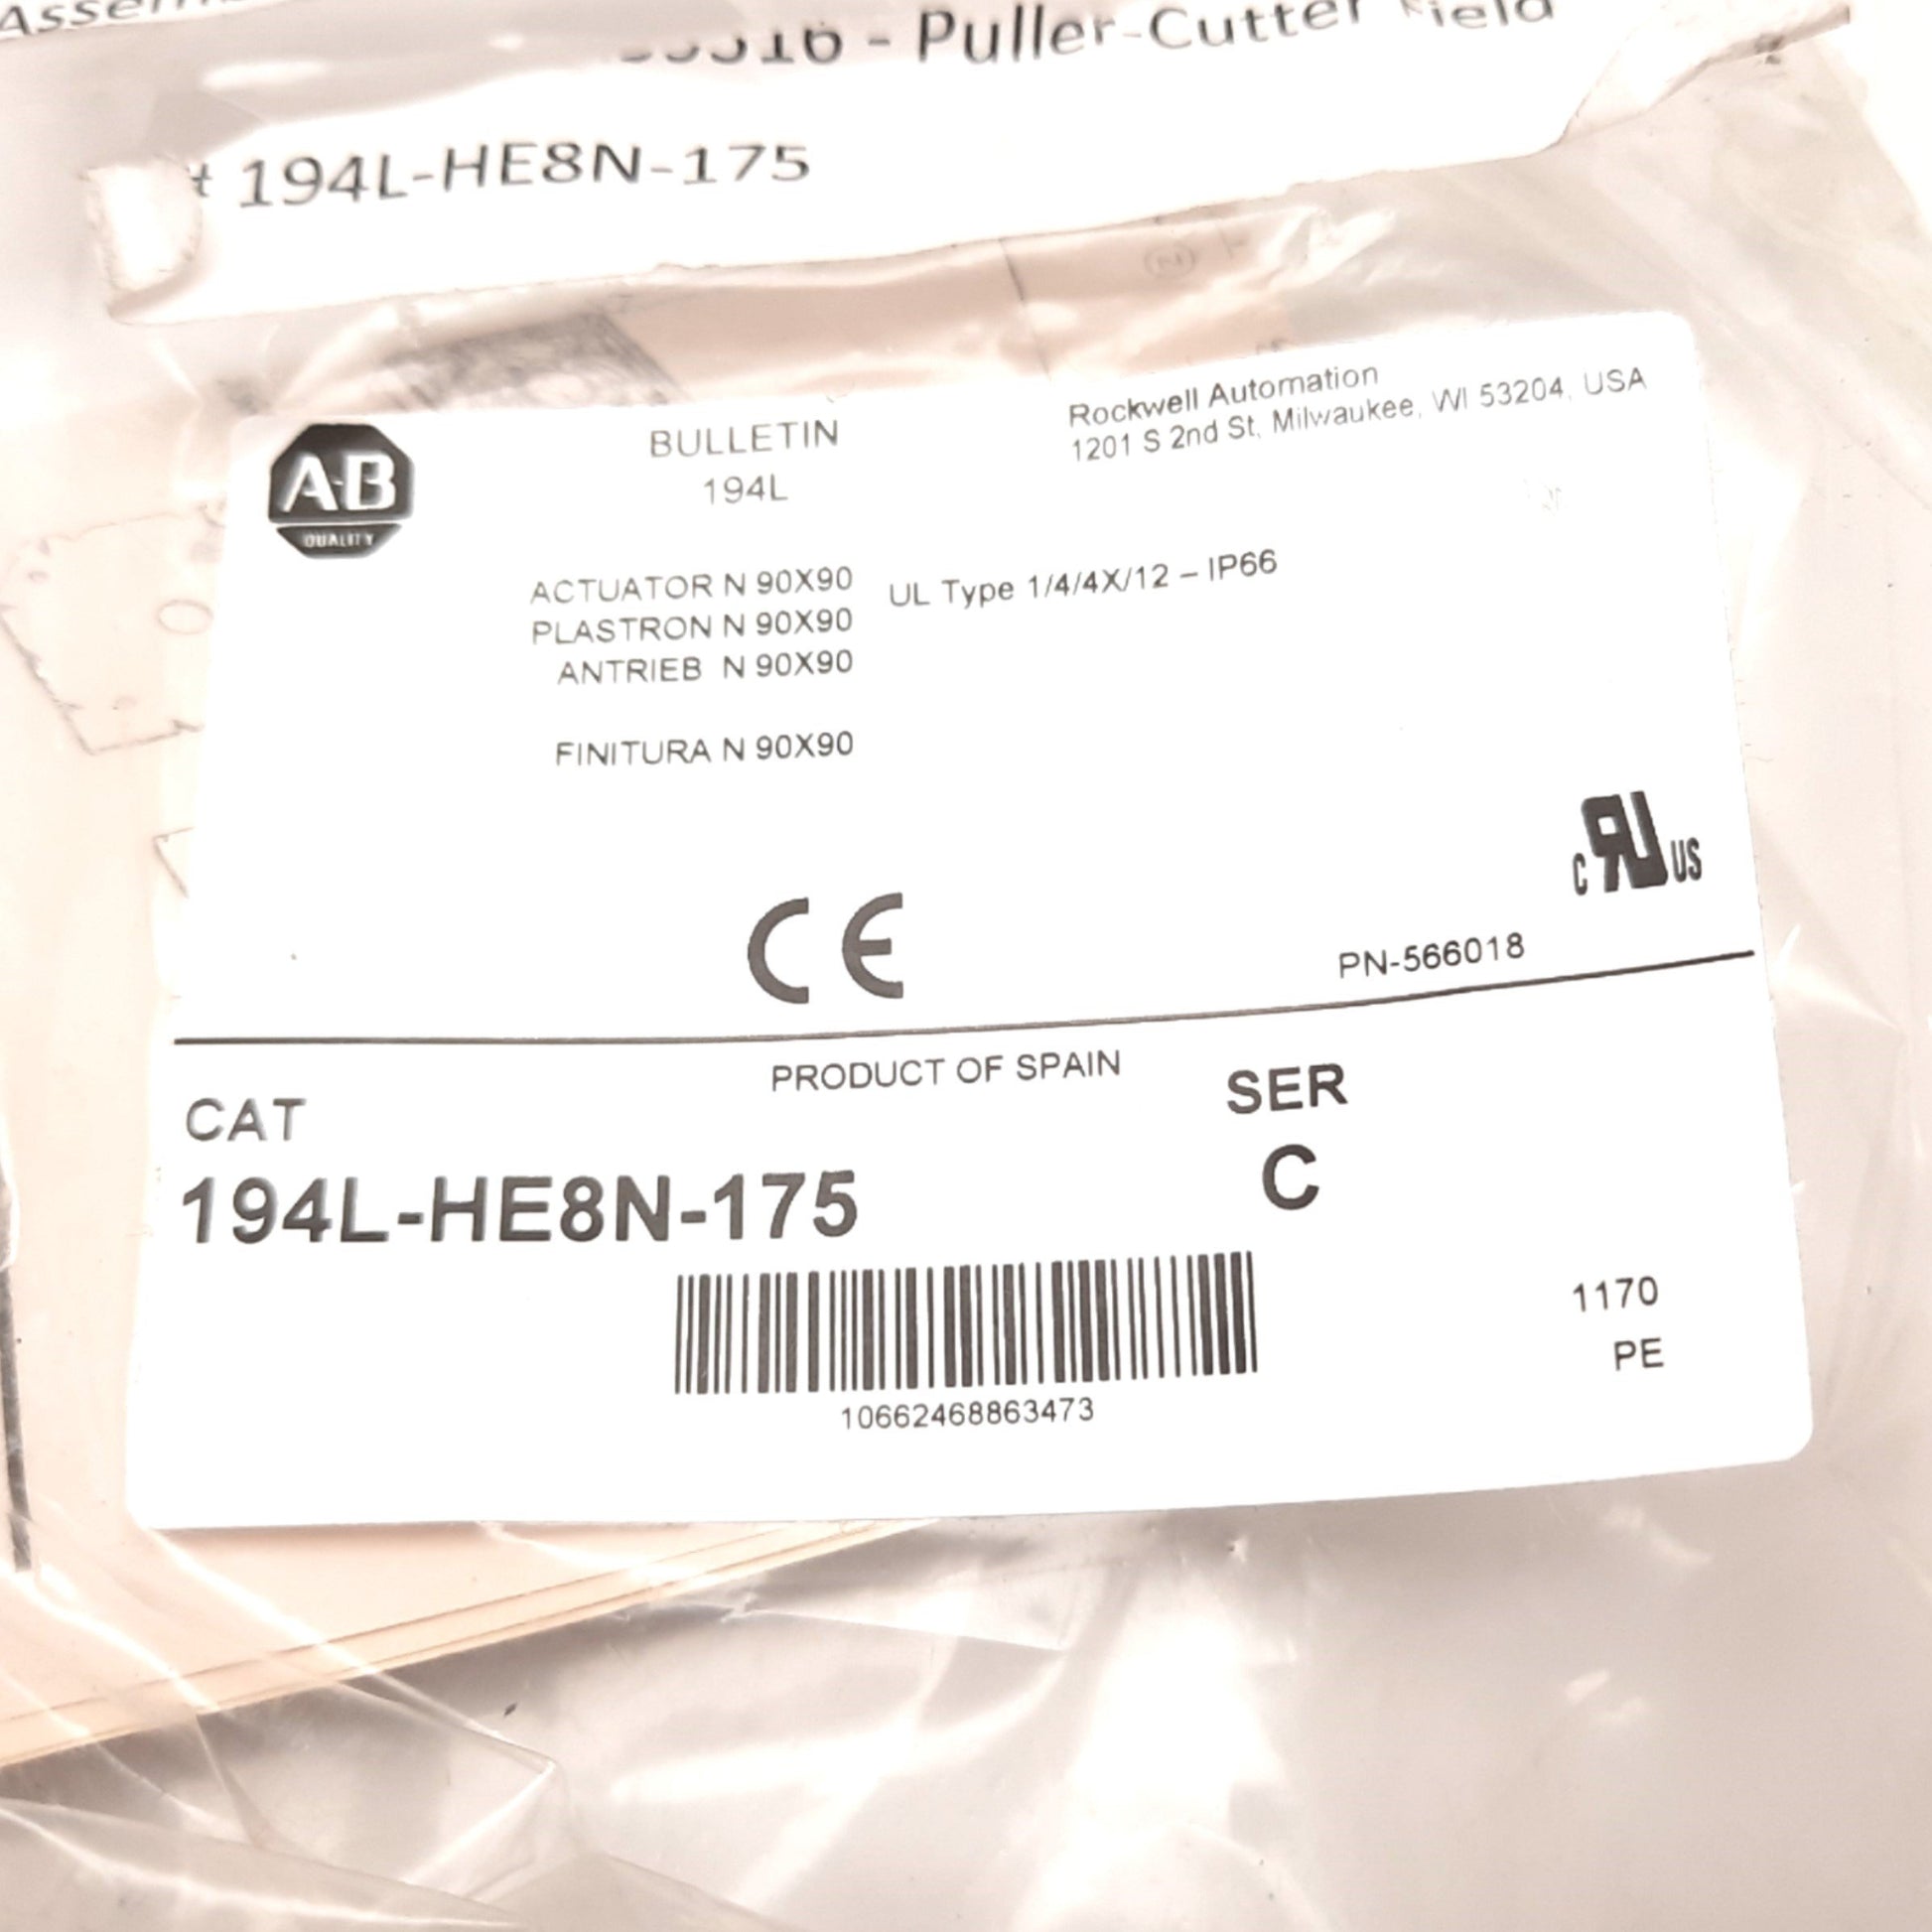 - Puller-Cutter Field
194L-HE8N-175
A-B
QUALITY
BULLETIN
194L
Rockwell Automation
1201 S 2nd St, Milwaukee, WI 53204, USA
ACTUATOR N 90X90 UL Type 1/4/4X/12 – IP66
PLASTRON N 90X90
ANTRIEB N 90X90
FINITURA N 90X90
C RU US
CE
PN-566018
PRODUCT OF SPAIN
CAT
SER
194L-HE8N-175
C
1170
PE
10662468863473